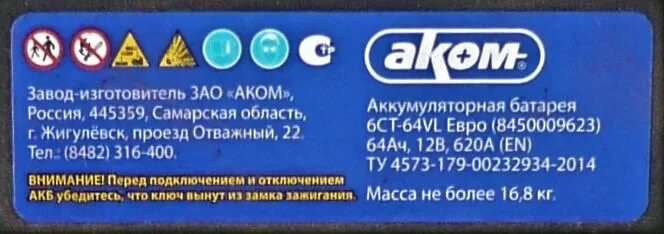 аком
Завод-изготовитель ЗАО «АКОМ»,
Россия, 445359, Самарская область,
г. Жигулёвск, проезд Отважный, 22.
Тел.: (8482) 316-400.
ВНИМАНИЕ! Перед подключением и отключением
АКБ убедитесь, что ключ вынут из замка зажигания.
Аккумуляторная батарея
6СТ-64VL Евро (8450009623)
64Ач, 12В, 620А (EN)
ТУ 4573-179-00232934-2014
Масса не более 16,8 кг.